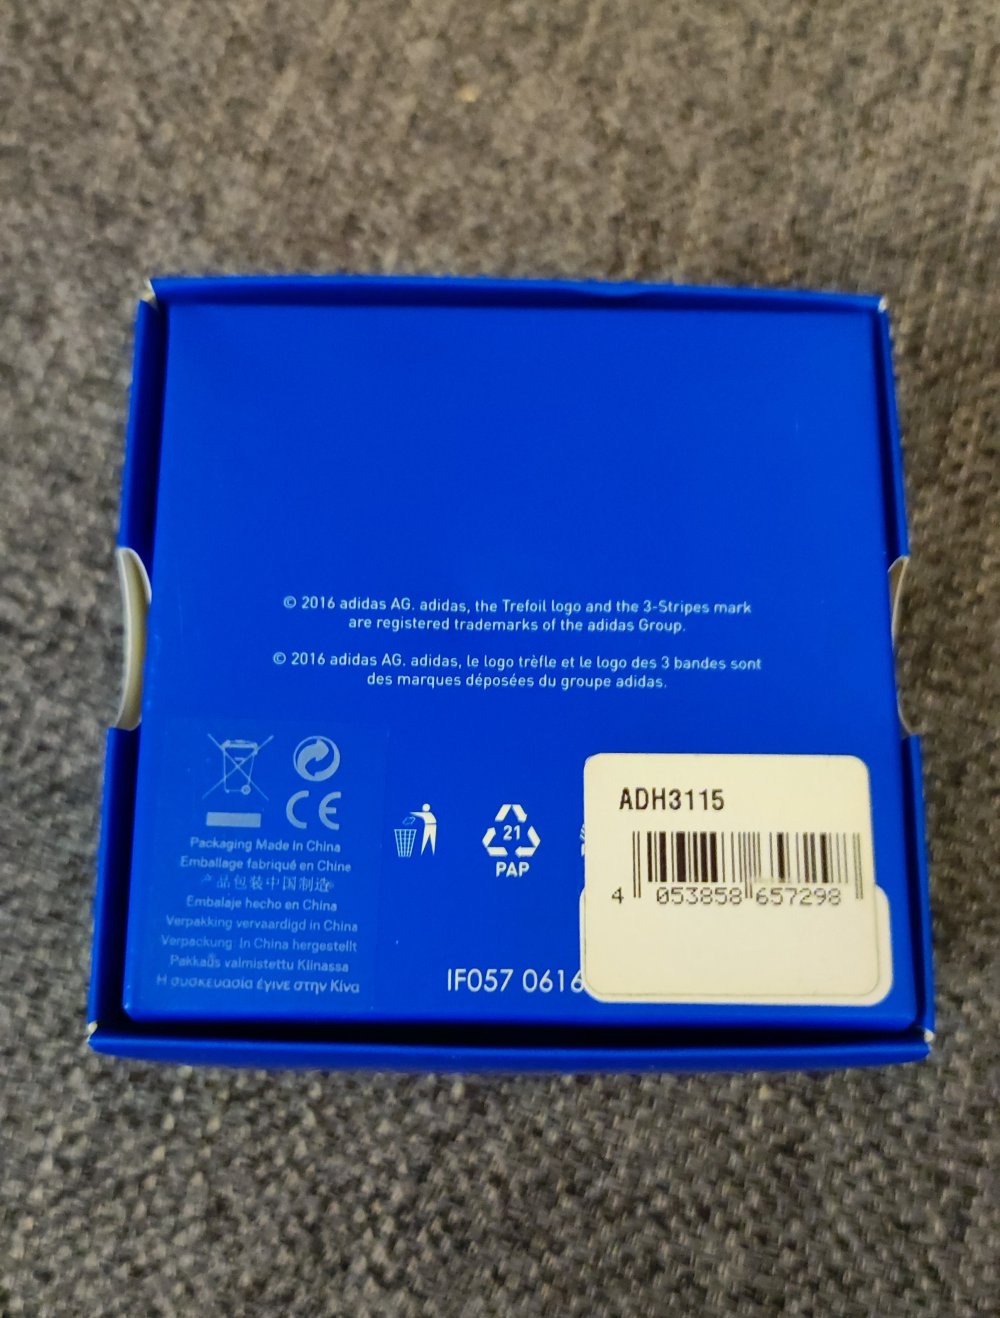 © 2016 adidas AG. adidas, the Trefoil logo and the 3-Stripes mark
are registered trademarks of the adidas Group.
© 2016 adidas AG. adidas, le logo trèfle et le logo des 3 bandes sont
des marques déposées du groupe adidas.
CE
Packaging Made in China
Emballage fabriqué en Chine
产品包装中国制造
Embalaje hecho en China
Verpakking vervaardigd in China
Verpackung: In China hergestellt
Pakkaus valmistettu Kiinassa
Η συσκευασία έγινε στην Κίνα
21
PAP
IF057 0616
ADH3115
4 053858 657298